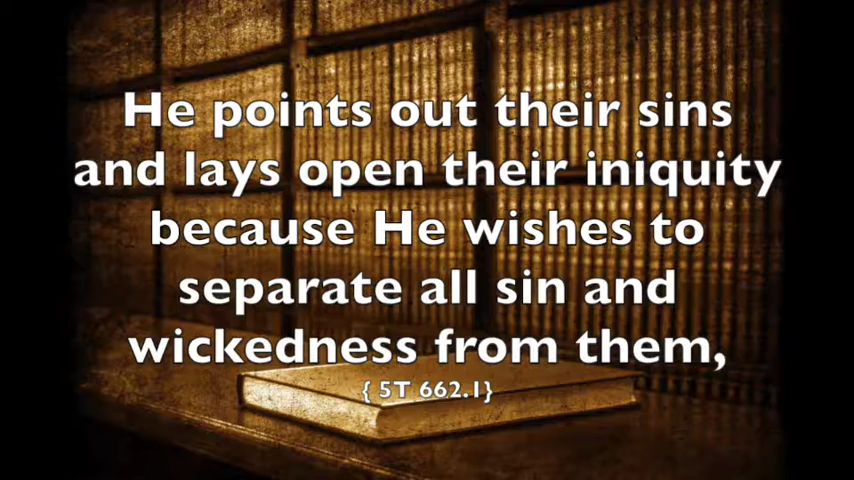 He points out their sins
and lays open their iniquity
because He wishes to
separate all sin and
wickedness from them,
{ 5T 662.1}